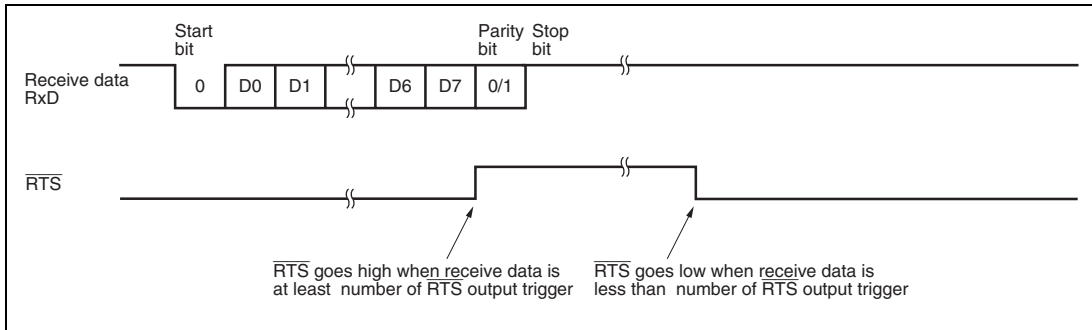 Start
bit
Parity
bit
Stop
bit
Receive data
RxD
0 D0 D1 D6 D7 0/1
RTS
RTS goes high when receive data is
at least number of RTS output trigger
RTS goes low when receive data is
less than number of RTS output trigger